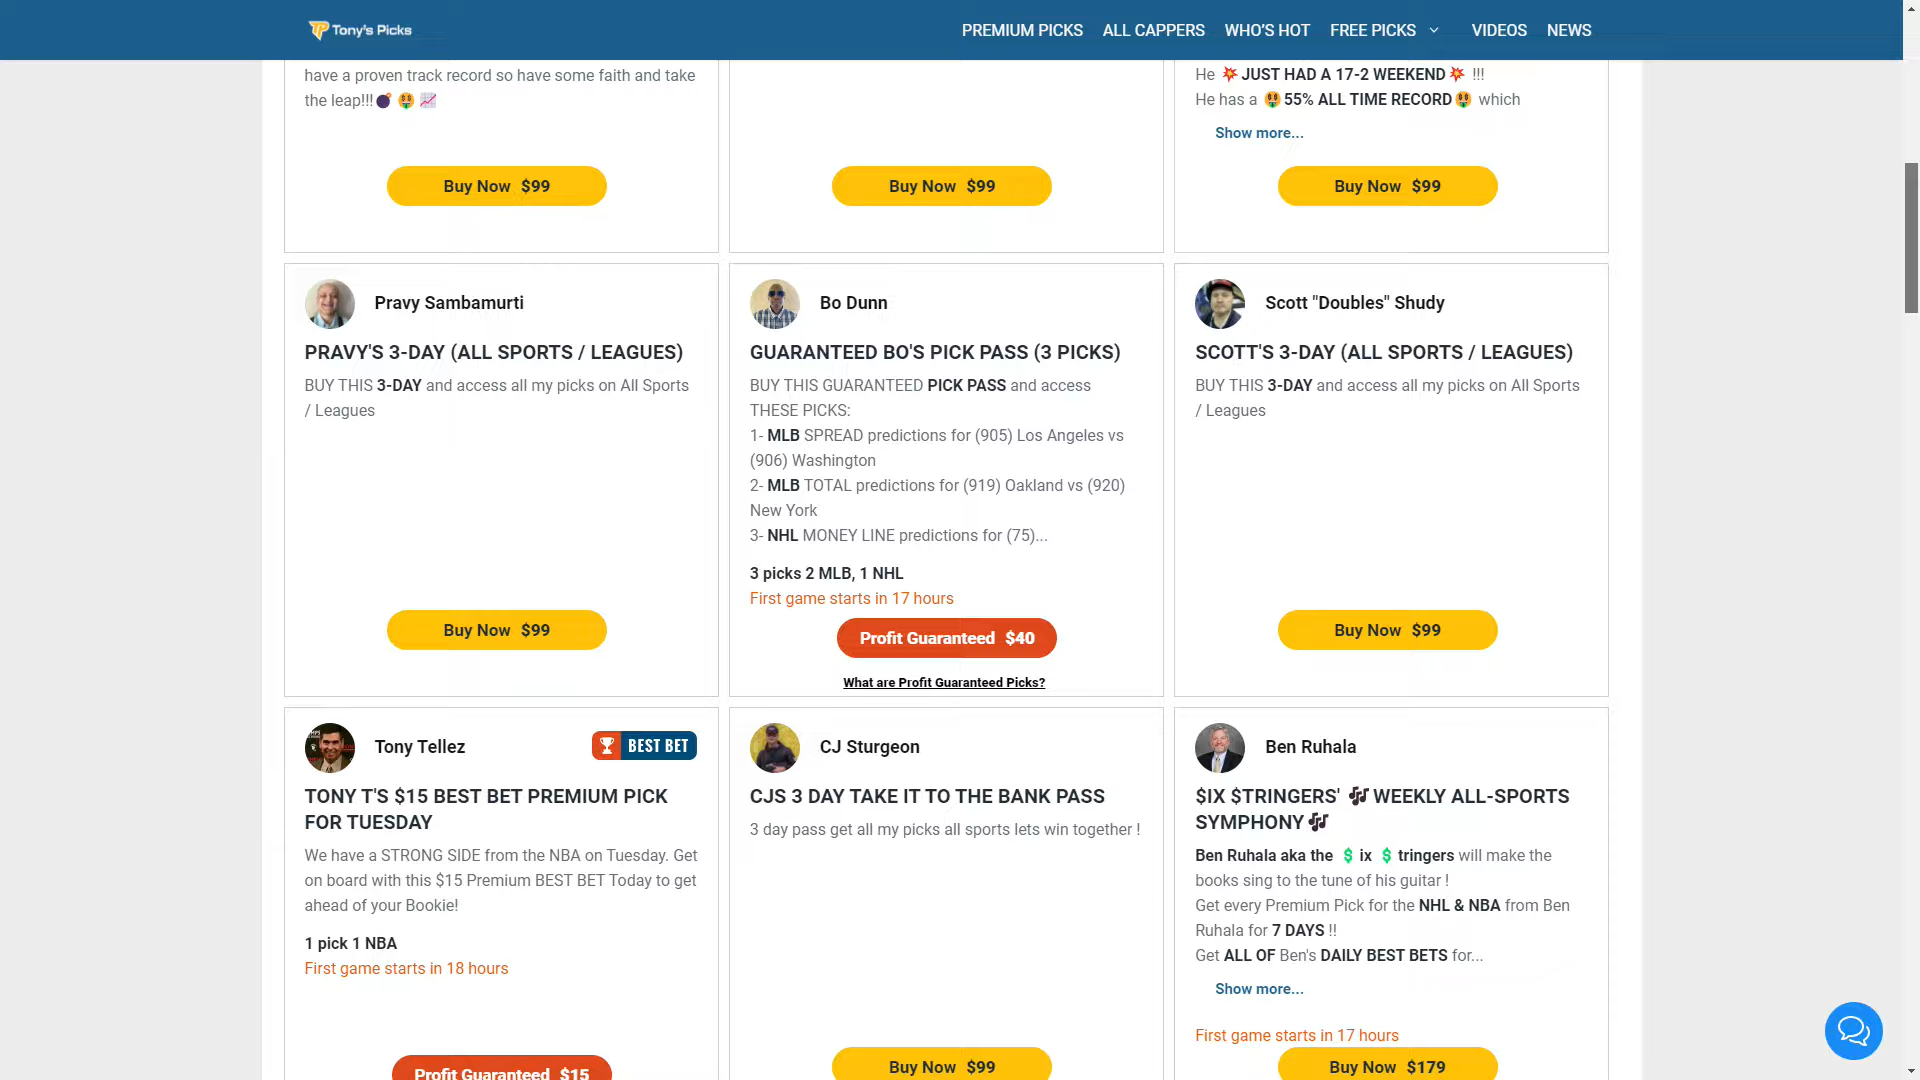 Tony's Picks
PREMIUM PICKS
ALL CAPPERS
WHO'S HOT
FREE PICKS
VIDEOS
NEWS
have a proven track record so have some faith and take
the leap!!!💣 🤑 📈
Buy Now $99
Buy Now $99
He 💥JUST HAD A 17-2 WEEKEND💥 !!!
He has a 🤑55% ALL TIME RECORD🤑 which
Show more...
Buy Now $99
Pravy Sambamurti
PRAVY'S 3-DAY (ALL SPORTS / LEAGUES)
BUY THIS 3-DAY and access all my picks on All Sports
/ Leagues
Buy Now $99
Bo Dunn
GUARANTEED BO'S PICK PASS (3 PICKS)
BUY THIS GUARANTEED PICK PASS and access
THESE PICKS:
1- MLB SPREAD predictions for (905) Los Angeles vs
(906) Washington
2- MLB TOTAL predictions for (919) Oakland vs (920)
New York
3- NHL MONEY LINE predictions for (75)...
3 picks 2 MLB, 1 NHL
First game starts in 17 hours
Profit Guaranteed $40
What are Profit Guaranteed Picks?
Scott "Doubles" Shudy
SCOTT'S 3-DAY (ALL SPORTS / LEAGUES)
BUY THIS 3-DAY and access all my picks on All Sports
/ Leagues
Buy Now $99
Tony Tellez
BEST BET
TONY T'S $15 BEST BET PREMIUM PICK
FOR TUESDAY
We have a STRONG SIDE from the NBA on Tuesday. Get
on board with this $15 Premium BEST BET Today to get
ahead of your Bookie!
1 pick 1 NBA
First game starts in 18 hours
Profit Guaranteed $15
CJ Sturgeon
CJS 3 DAY TAKE IT TO THE BANK PASS
3 day pass get all my picks all sports lets win together !
Buy Now $99
Ben Ruhala
$IX $TRINGERS' 🎶WEEKLY ALL-SPORTS
SYMPHONY🎶
Ben Ruhala aka the 💲ix 💲tringers will make the
books sing to the tune of his guitar !
Get every Premium Pick for the NHL & NBA from Ben
Ruhala for 7 DAYS !!
Get ALL OF Ben's DAILY BEST BETS for...
Show more...
First game starts in 17 hours
Buy Now $179